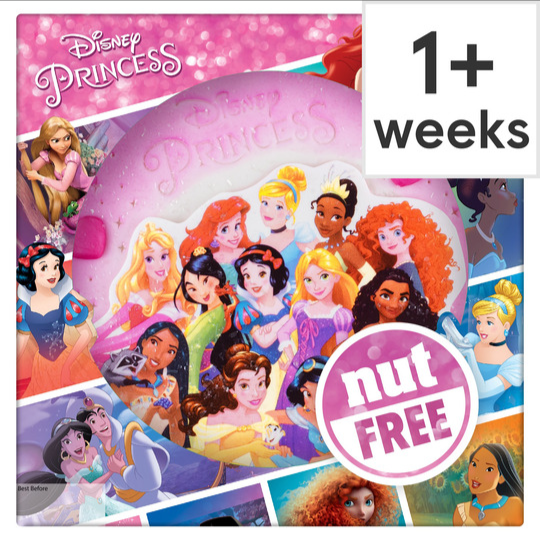 Disney
PRINCESS
1+
weeks
Disney
PRINCESS
nut
FREE
Best Before